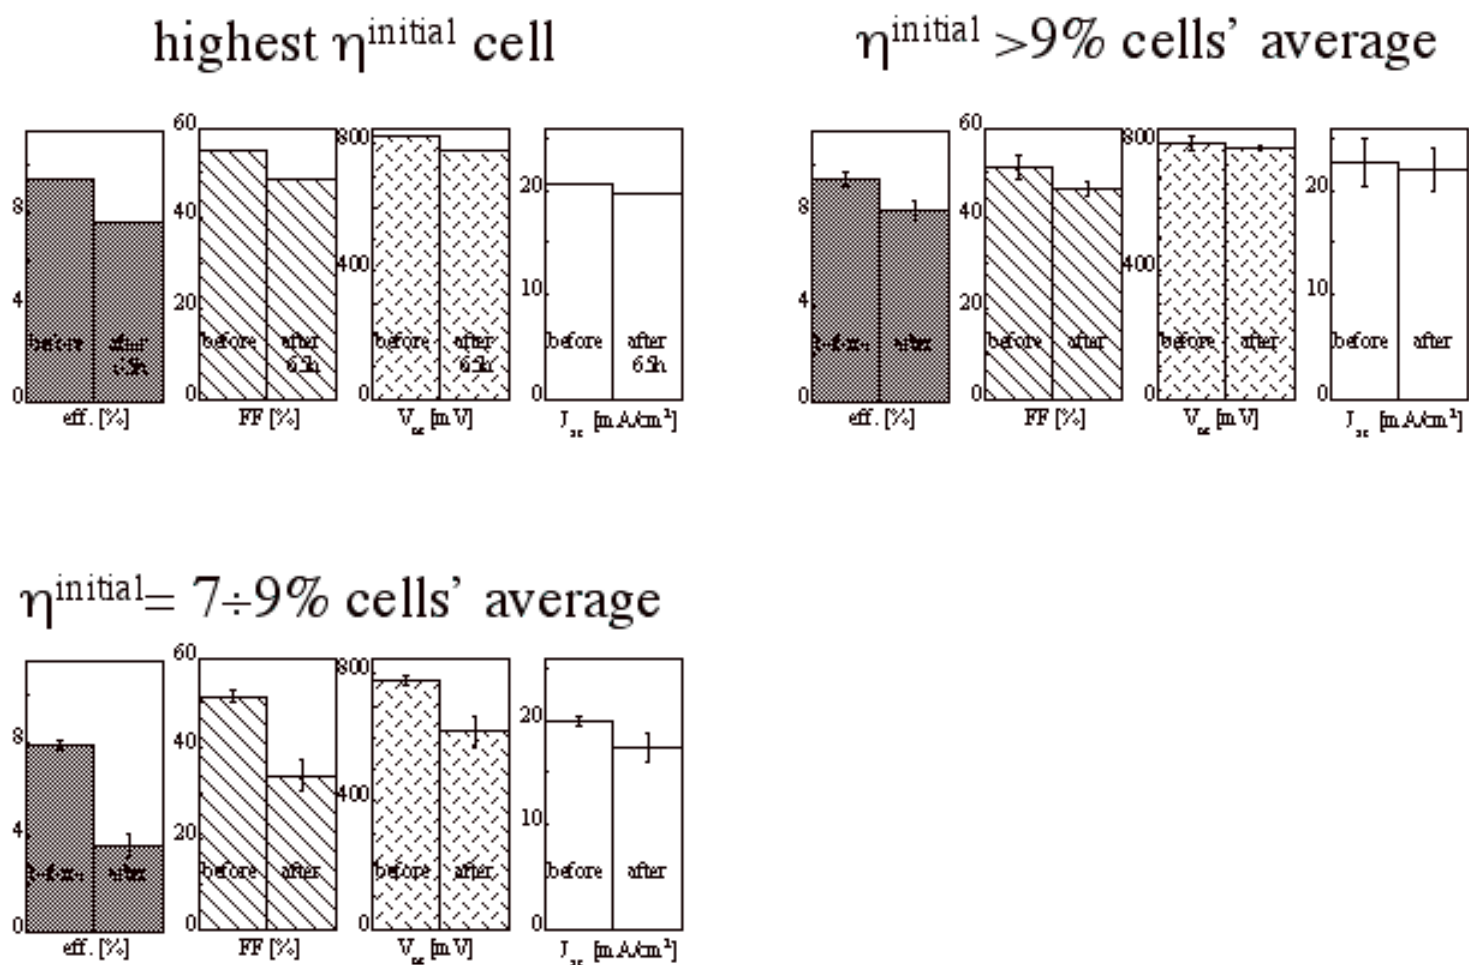 highest η^initial cell
60
800
20
8
40
400
10
4
20
before after before after before after before after
6.5h 6.5h 6.5h
0 0 0 0
eff. [%] FF [%] V_oc [mV] J_sc [mA/cm²]
η^initial >9% cells’ average
60
800
20
8
40
400
10
4
20
after before after before after before after
0 0 0 0
eff. [%] FF [%] V_oc [mV] J_sc [mA/cm²]
η^initial= 7÷9% cells’ average
60
800
20
8
40
400
10
4
20
after before after before after before after
0 0 0 0
eff. [%] FF [%] V_oc [mV] J_sc [mA/cm²]